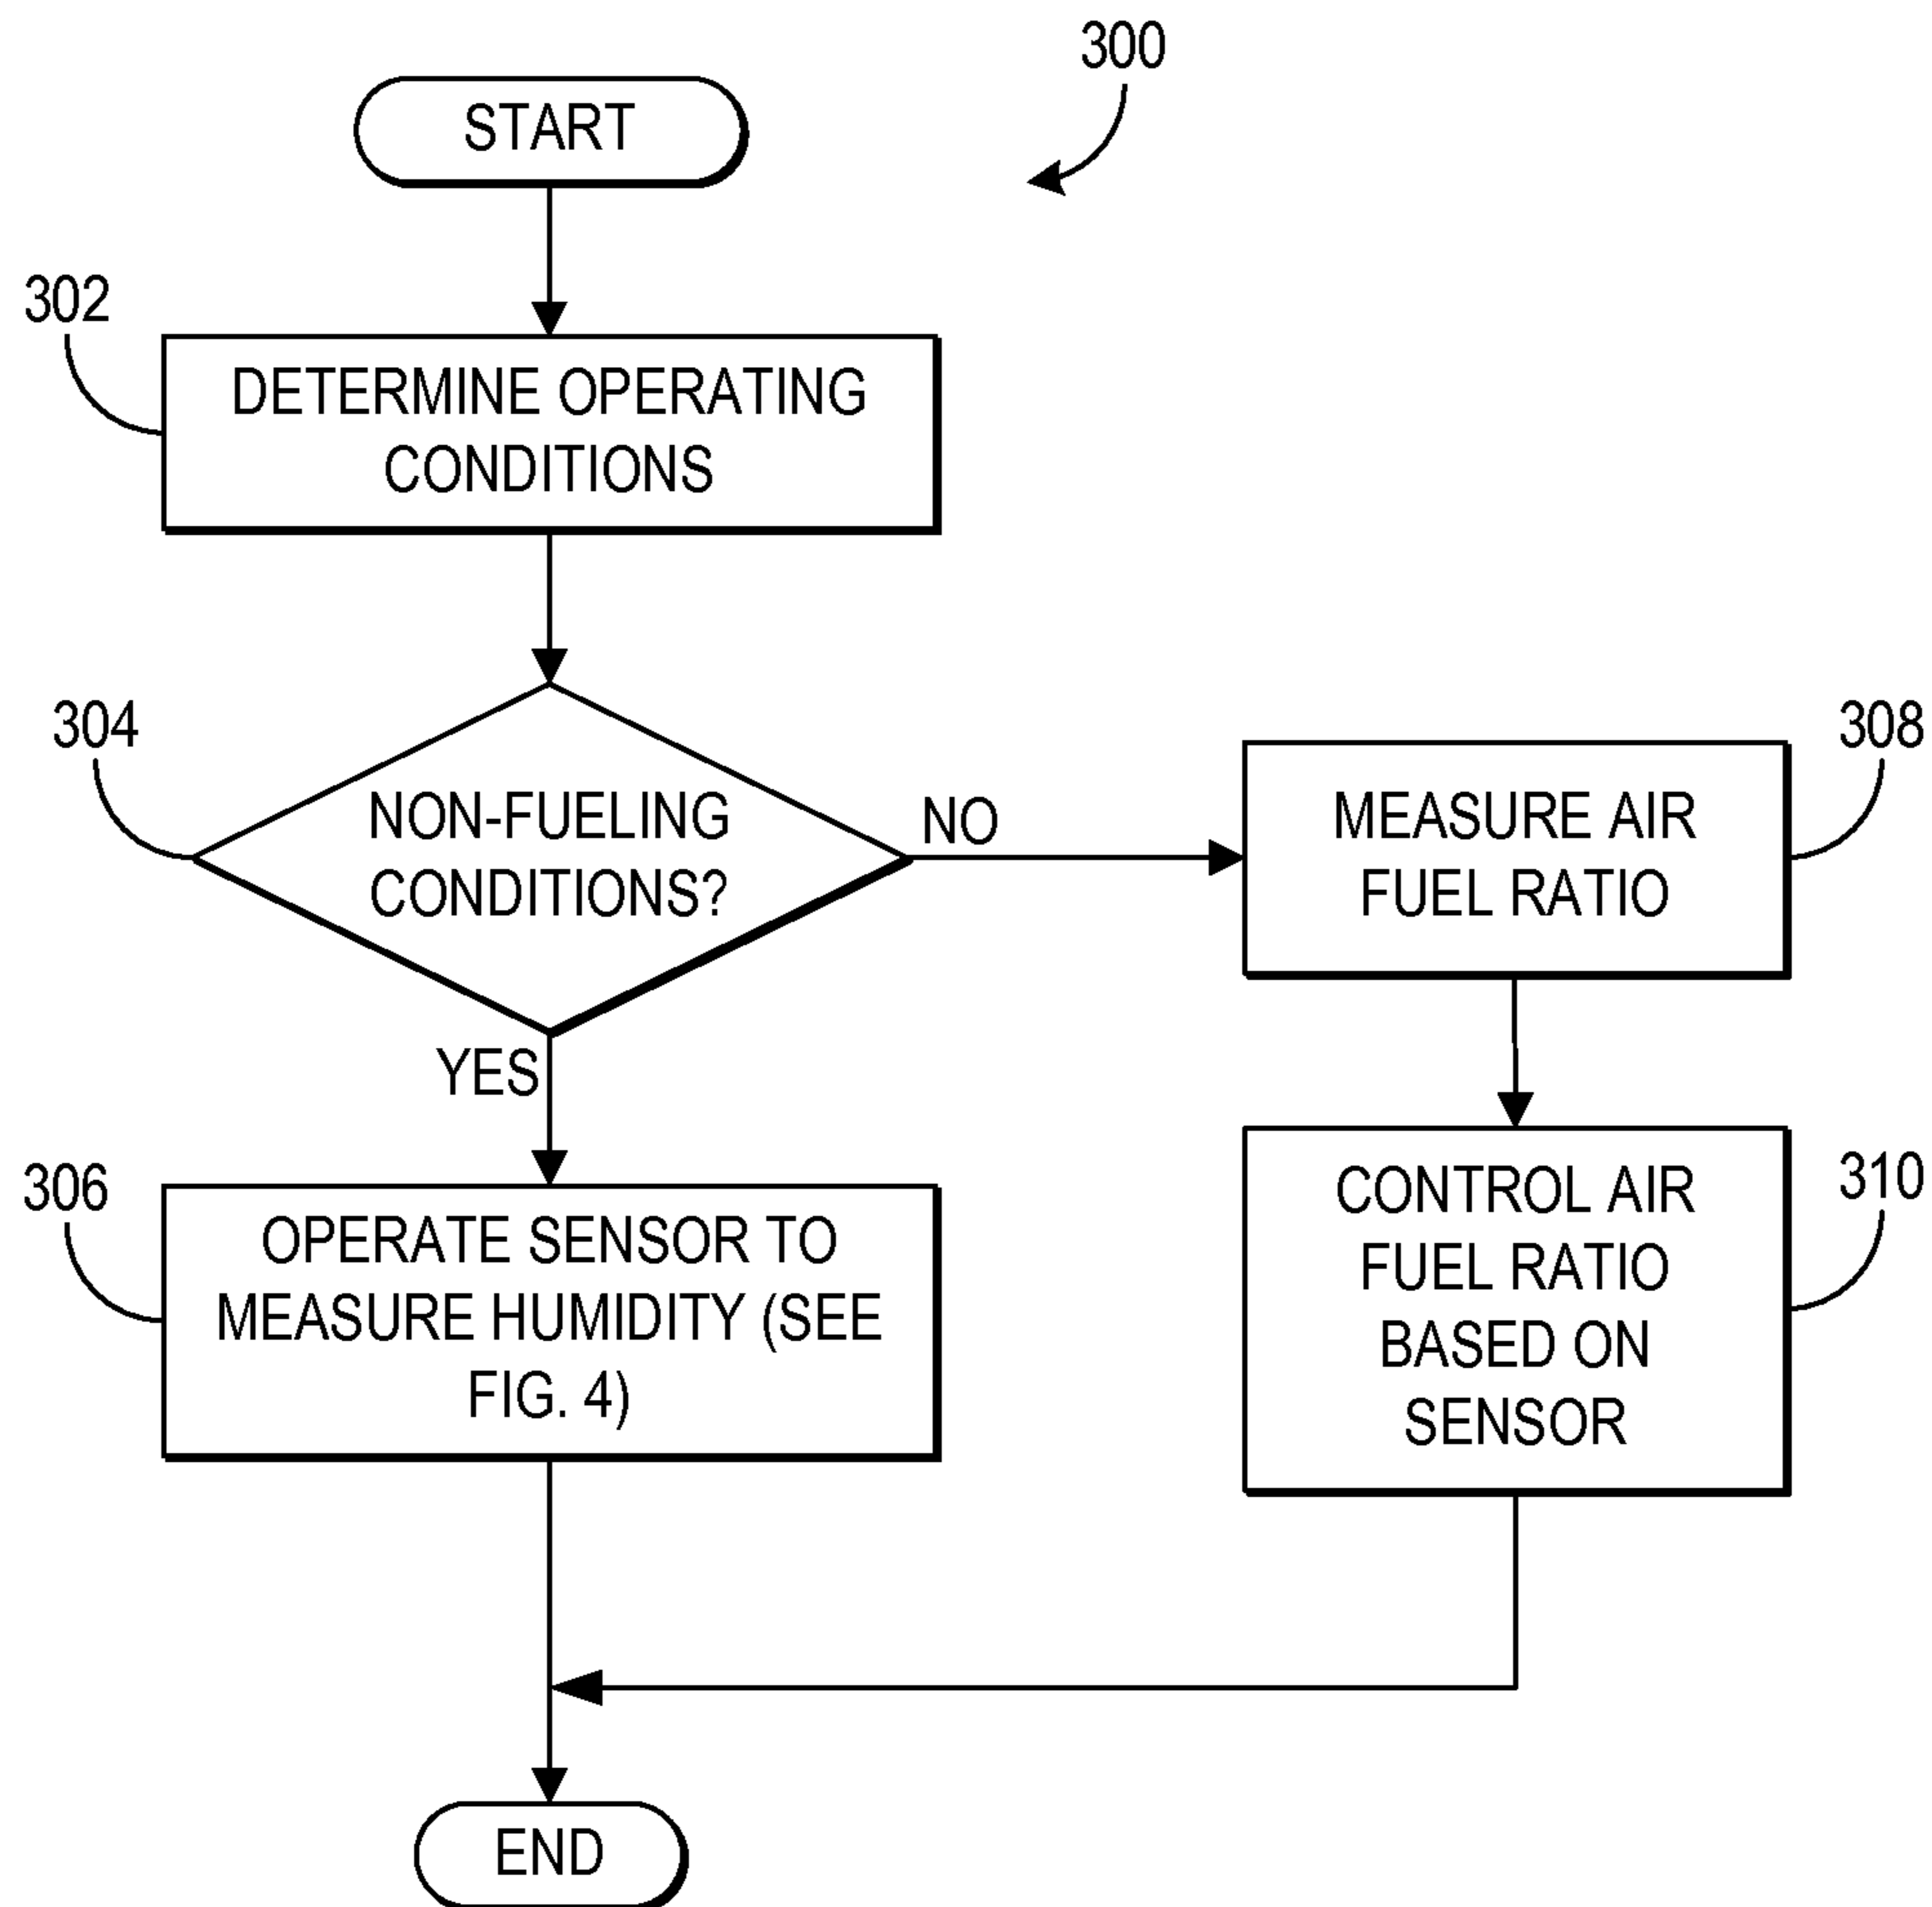 300
START
302
DETERMINE OPERATING
CONDITIONS
304
NON-FUELING
CONDITIONS?
NO
YES
308
MEASURE AIR
FUEL RATIO
306
OPERATE SENSOR TO
MEASURE HUMIDITY (SEE
FIG. 4)
310
CONTROL AIR
FUEL RATIO
BASED ON
SENSOR
END